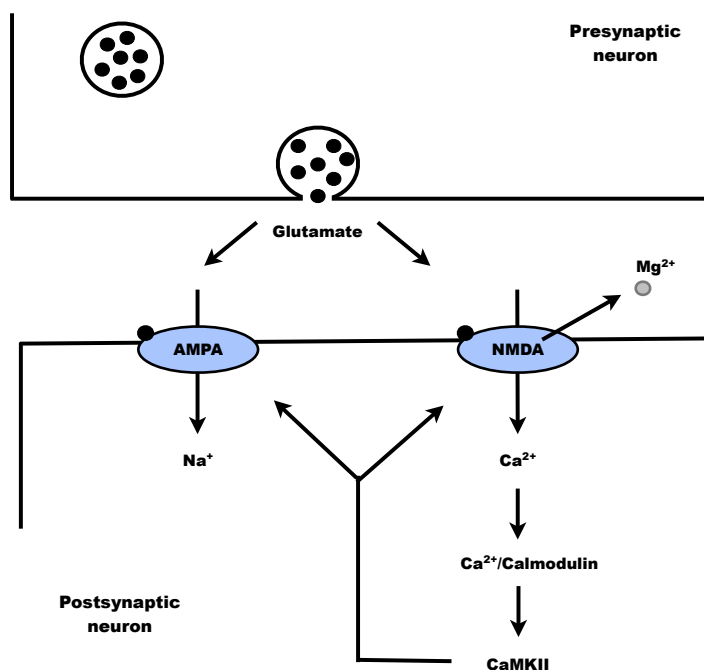 Presynaptic
neuron
Glutamate
Mg²⁺
AMPA
NMDA
Na⁺
Ca²⁺
Ca²⁺/Calmodulin
Postsynaptic
neuron
CaMKII